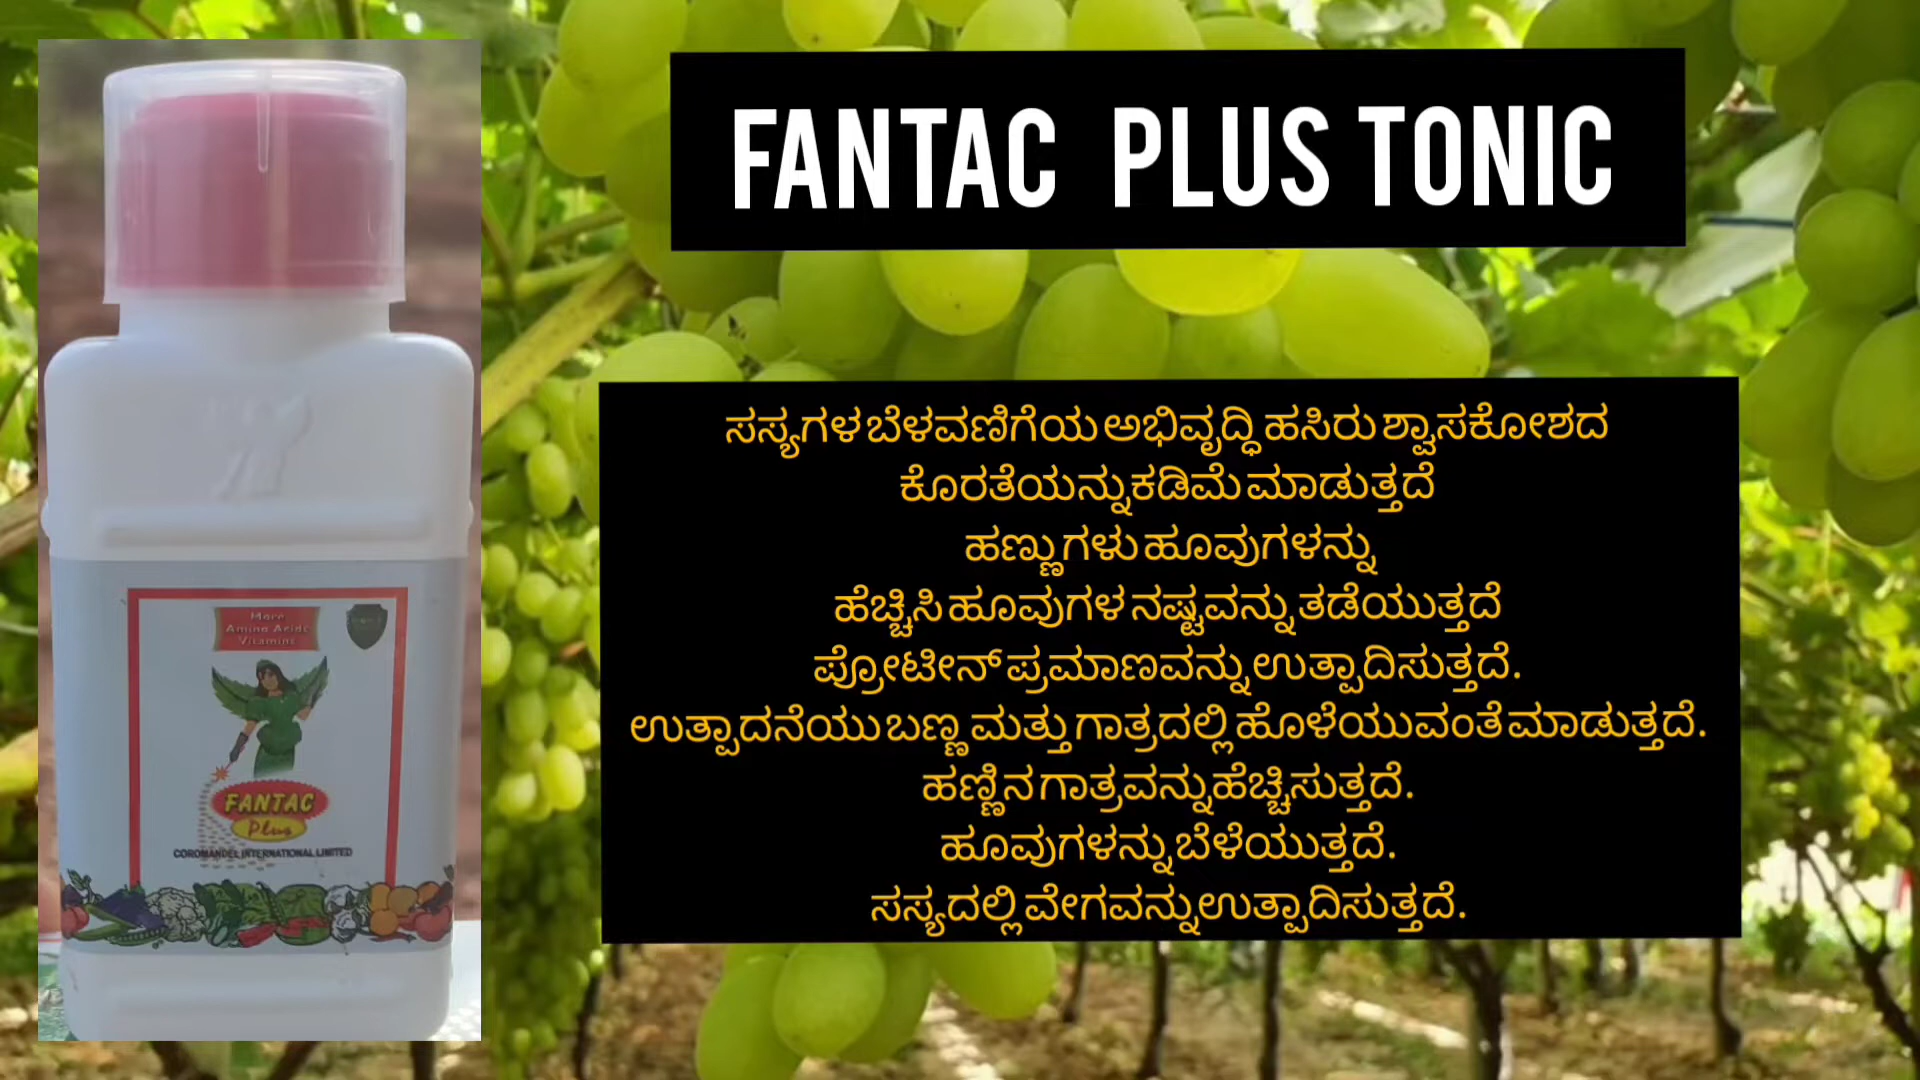 FANTAC PLUS TONIC
ಸಸ್ಯಗಳ ಬೆಳವಣಿಗೆಯ ಅಭಿವೃದ್ಧಿ ಹಸಿರು ಶ್ವಾಸಕೋಶದ
ಕೊರತೆಯನ್ನು ಕಡಿಮೆ ಮಾಡುತ್ತದೆ
ಹಣ್ಣುಗಳು ಹೂವುಗಳನ್ನು
ಹೆಚ್ಚಿಸಿ ಹೂವುಗಳ ನಷ್ಟವನ್ನು ತಡೆಯುತ್ತದೆ
ಪ್ರೋಟೀನ್ ಪ್ರಮಾಣವನ್ನು ಉತ್ಪಾದಿಸುತ್ತದೆ.
ಉತ್ಪಾದನೆಯು ಬಣ್ಣ ಮತ್ತು ಗಾತ್ರದಲ್ಲಿ ಹೊಳೆಯುವಂತೆ ಮಾಡುತ್ತದೆ.
ಹಣ್ಣಿನ ಗಾತ್ರವನ್ನು ಹೆಚ್ಚಿಸುತ್ತದೆ.
ಹೂವುಗಳನ್ನು ಬೆಳೆಯುತ್ತದೆ.
ಸಸ್ಯದಲ್ಲಿ ವೇಗವನ್ನು ಉತ್ಪಾದಿಸುತ್ತದೆ.
More
Amino Acids
Vitamins
FANTAC
Plus
COROMANDEL INTERNATIONAL LIMITED